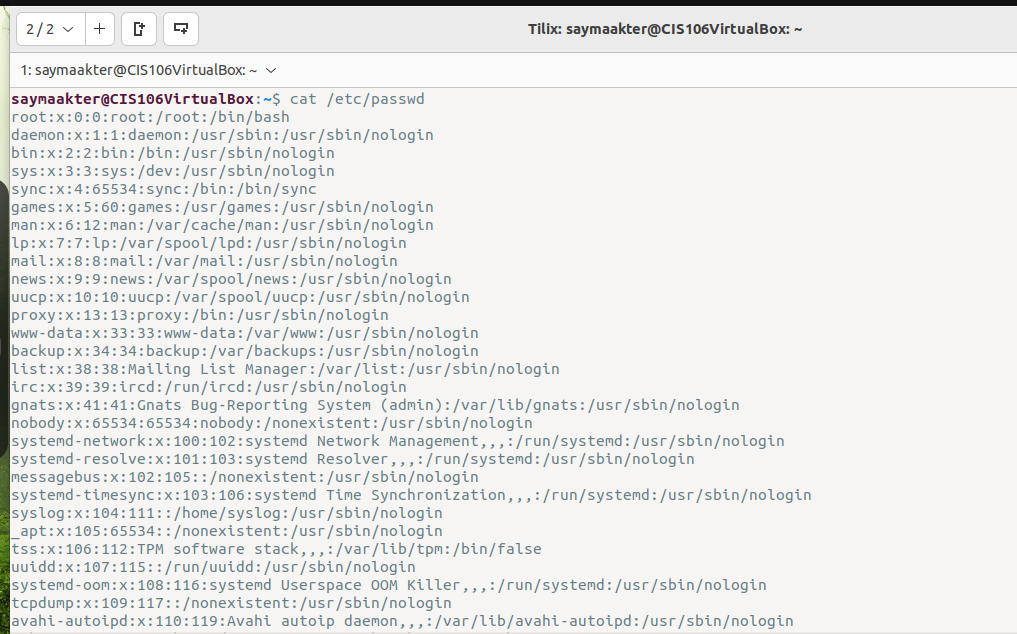 2 / 2
Tilix: saymaakter@CIS106VirtualBox: ~
1: saymaakter@CIS106VirtualBox: ~
saymaakter@CIS106VirtualBox:~$ cat /etc/passwd
root:x:0:0:root:/root:/bin/bash
daemon:x:1:1:daemon:/usr/sbin:/usr/sbin/nologin
bin:x:2:2:bin:/bin:/usr/sbin/nologin
sys:x:3:3:sys:/dev:/usr/sbin/nologin
sync:x:4:65534:sync:/bin:/bin/sync
games:x:5:60:games:/usr/games:/usr/sbin/nologin
man:x:6:12:man:/var/cache/man:/usr/sbin/nologin
lp:x:7:7:lp:/var/spool/lpd:/usr/sbin/nologin
mail:x:8:8:mail:/var/mail:/usr/sbin/nologin
news:x:9:9:news:/var/spool/news:/usr/sbin/nologin
uucp:x:10:10:uucp:/var/spool/uucp:/usr/sbin/nologin
proxy:x:13:13:proxy:/bin:/usr/sbin/nologin
www-data:x:33:33:www-data:/var/www:/usr/sbin/nologin
backup:x:34:34:backup:/var/backups:/usr/sbin/nologin
list:x:38:38:Mailing List Manager:/var/list:/usr/sbin/nologin
irc:x:39:39:ircd:/run/ircd:/usr/sbin/nologin
gnats:x:41:41:Gnats Bug-Reporting System (admin):/var/lib/gnats:/usr/sbin/nologin
nobody:x:65534:65534:nobody:/nonexistent:/usr/sbin/nologin
systemd-network:x:100:102:systemd Network Management,,,:/run/systemd:/usr/sbin/nologin
systemd-resolve:x:101:103:systemd Resolver,,,:/run/systemd:/usr/sbin/nologin
messagebus:x:102:105::/nonexistent:/usr/sbin/nologin
systemd-timesync:x:103:106:systemd Time Synchronization,,,:/run/systemd:/usr/sbin/nologin
syslog:x:104:111::/home/syslog:/usr/sbin/nologin
_apt:x:105:65534::/nonexistent:/usr/sbin/nologin
tss:x:106:112:TPM software stack,,,:/var/lib/tpm:/bin/false
uuidd:x:107:115::/run/uuidd:/usr/sbin/nologin
systemd-oom:x:108:116:systemd Userspace OOM Killer,,,:/run/systemd:/usr/sbin/nologin
tcpdump:x:109:117::/nonexistent:/usr/sbin/nologin
avahi-autoipd:x:110:119:Avahi autoip daemon,,,:/var/lib/avahi-autoipd:/usr/sbin/nologin